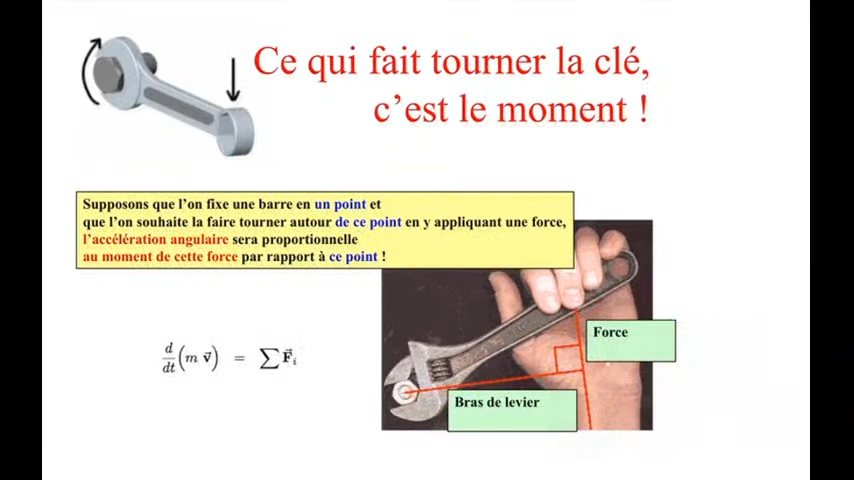 Ce qui fait tourner la clé,
c’est le moment !
Supposons que l’on fixe une barre en un point et
que l’on souhaite la faire tourner autour de ce point en y appliquant une force,
l’accélération angulaire sera proportionnelle
au moment de cette force par rapport à ce point !
Force
d/dt (m v⃗) = ∑ F⃗ᵢ
Bras de levier